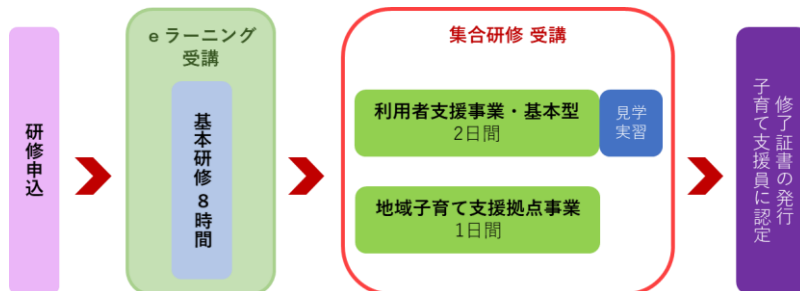 研修申込
eラーニング
受講
基本研修 8時間
集合研修 受講
利用者支援事業・基本型
2日間
見学
実習
地域子育て支援拠点事業
1日間
修了証書の発行
子育て支援員に認定